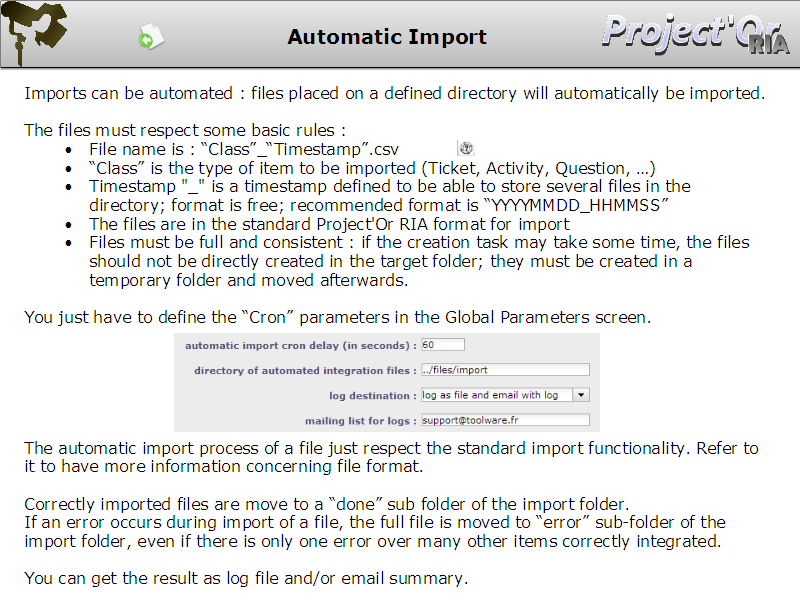 Automatic Import
Project'Or
RIA
Imports can be automated : files placed on a defined directory will automatically be imported.
The files must respect some basic rules :
• File name is : “Class”_“Timestamp”.csv
• “Class” is the type of item to be imported (Ticket, Activity, Question, …)
• Timestamp "_" is a timestamp defined to be able to store several files in the
directory; format is free; recommended format is “YYYYMMDD_HHMMSS”
• The files are in the standard Project'Or RIA format for import
• Files must be full and consistent : if the creation task may take some time, the files
should not be directly created in the target folder; they must be created in a
temporary folder and moved afterwards.
You just have to define the “Cron” parameters in the Global Parameters screen.
automatic import cron delay (in seconds) : 60
directory of automated integration files : ../files/import
log destination : log as file and email with log
mailing list for logs : support@toolware.fr
The automatic import process of a file just respect the standard import functionality. Refer to
it to have more information concerning file format.
Correctly imported files are move to a “done” sub folder of the import folder.
If an error occurs during import of a file, the full file is moved to “error” sub-folder of the
import folder, even if there is only one error over many other items correctly integrated.
You can get the result as log file and/or email summary.